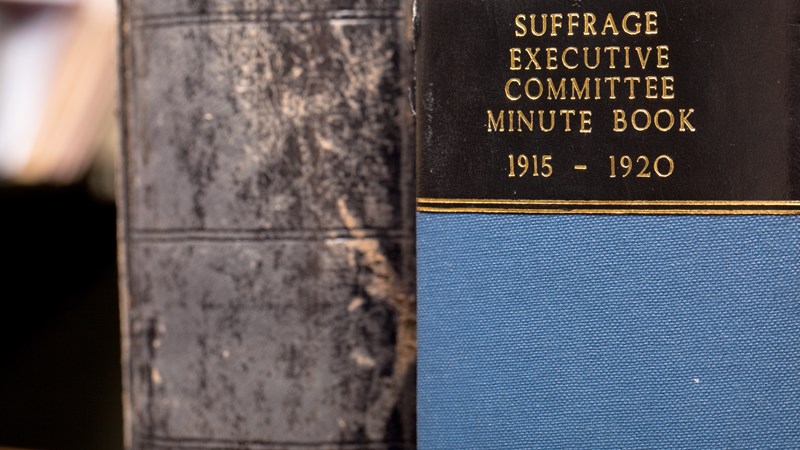 SUFFRAGE
EXECUTIVE
COMMITTEE
MINUTE BOOK
1915 - 1920